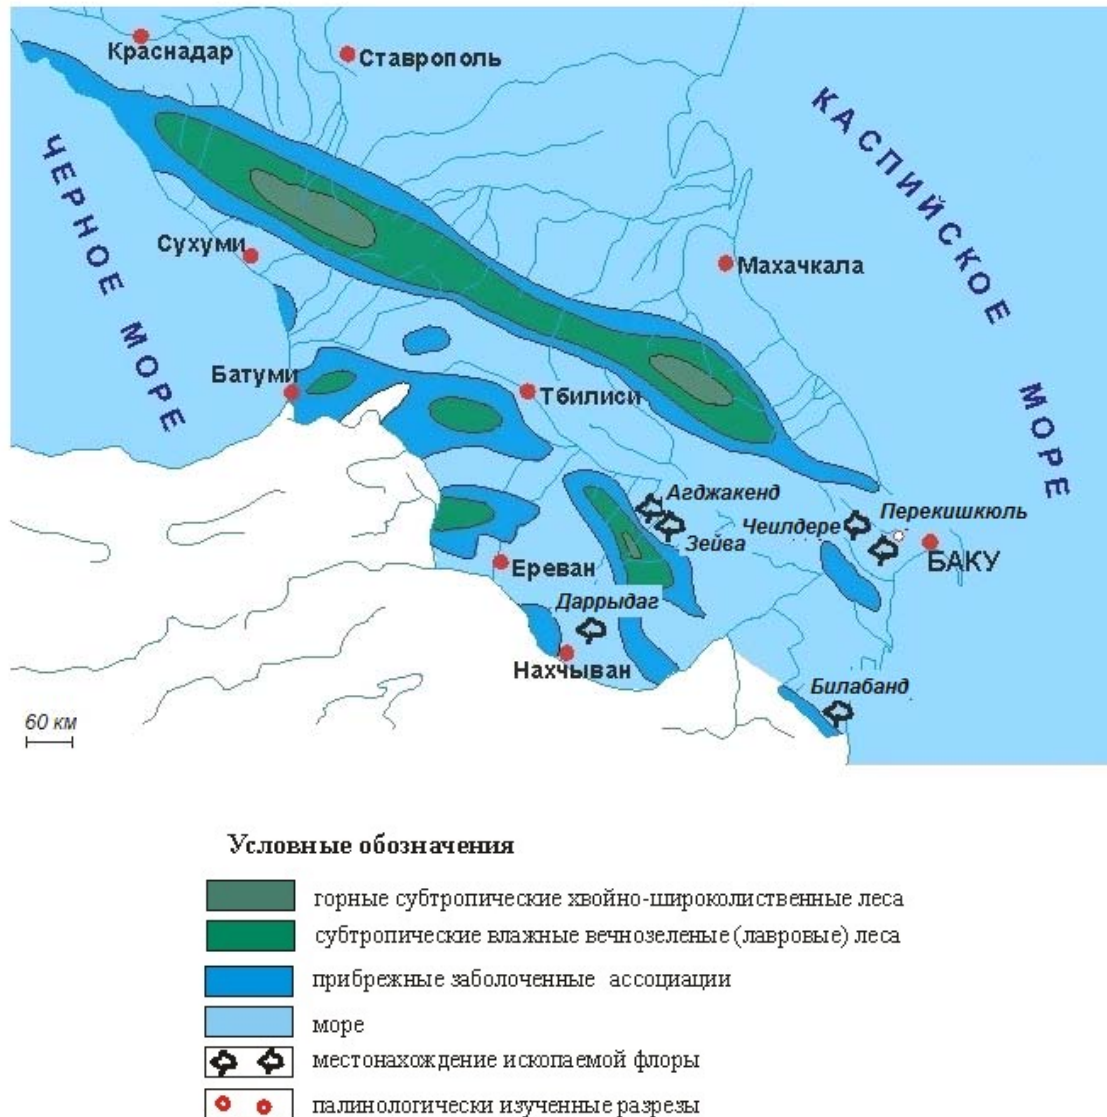 Краснадар
Ставрополь
ЧЕРНОЕ МОРЕ
КАСПИЙСКОЕ МОРЕ
Сухуми
Махачкала
Батуми
Тбилиси
Агджакенд
Перекишкюль
Чеилдере
Зейва
БАКУ
Ереван
Даррыдаг
Нахчыван
Билабанд
60 км
Условные обозначения
горные субтропические хвойно-широколиственные леса
субтропические влажные вечнозеленые (лавровые) леса
прибрежные заболоченные ассоциации
море
местонахождение ископаемой флоры
палинологически изученные разрезы